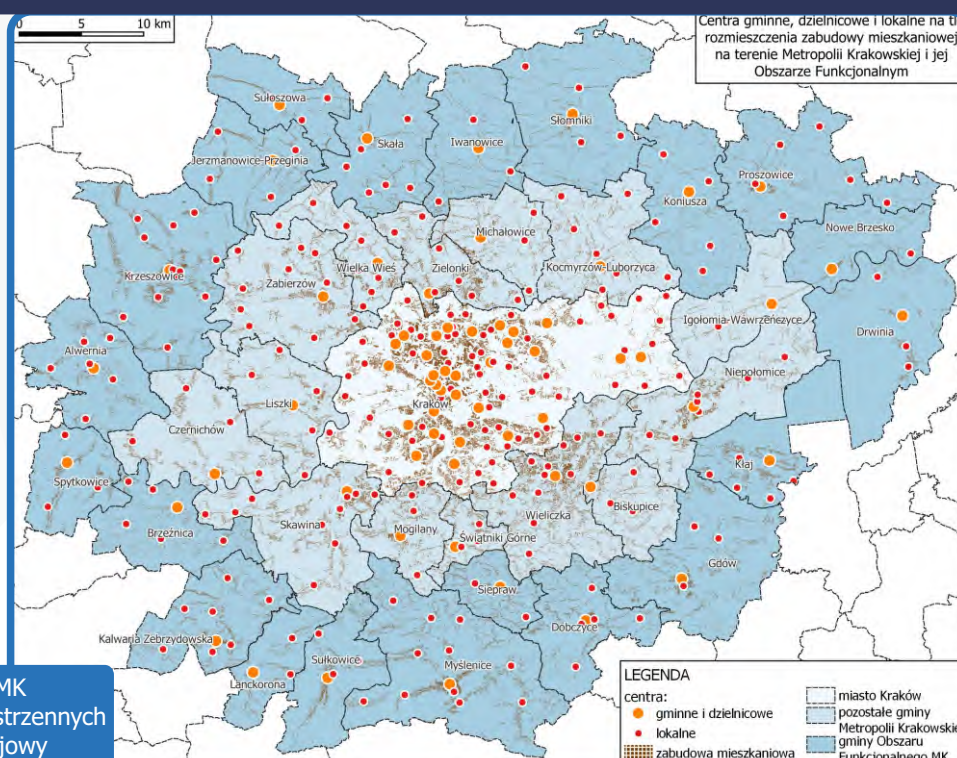 0 5 10 km
Centra gminne, dzielnicowe i lokalne na
rozmieszczenia zabudowy mieszkaniowej
na terenie Metropolii Krakowskiej i jej
Obszarze Funkcjonalnym
Sułoszowa
Słomniki
Skała
Iwanowice
Jerzmanowice-Przeginia
Proszowice
Koniusza
Nowe Brzesko
Michałowice
Wielka Wieś
Zielonki
Kocmyrzów-Luborzyca
Krzeszowice
Zabierzów
Igołomia-Wawrzeńczyce
Drwinia
Alwernia
Niepołomice
Liszki
Kraków
Czernichów
Kłaj
Spytkowice
Biskupice
Wieliczka
Skawina
Mogilany
Brzeźnica
Świątniki Górne
Gdów
Siepraw
Dobczyce
Kalwaria Zebrzydowska
Sułkowice
Myślenice
Lanckorona
MK
strzennych
jowy
LEGENDA
centra:
gminne i dzielnicowe
lokalne
zabudowa mieszkaniowa
miasto Kraków
pozostałe gminy
Metropolii Krakowskie
gminy Obszaru
Funkcjonalnego MK